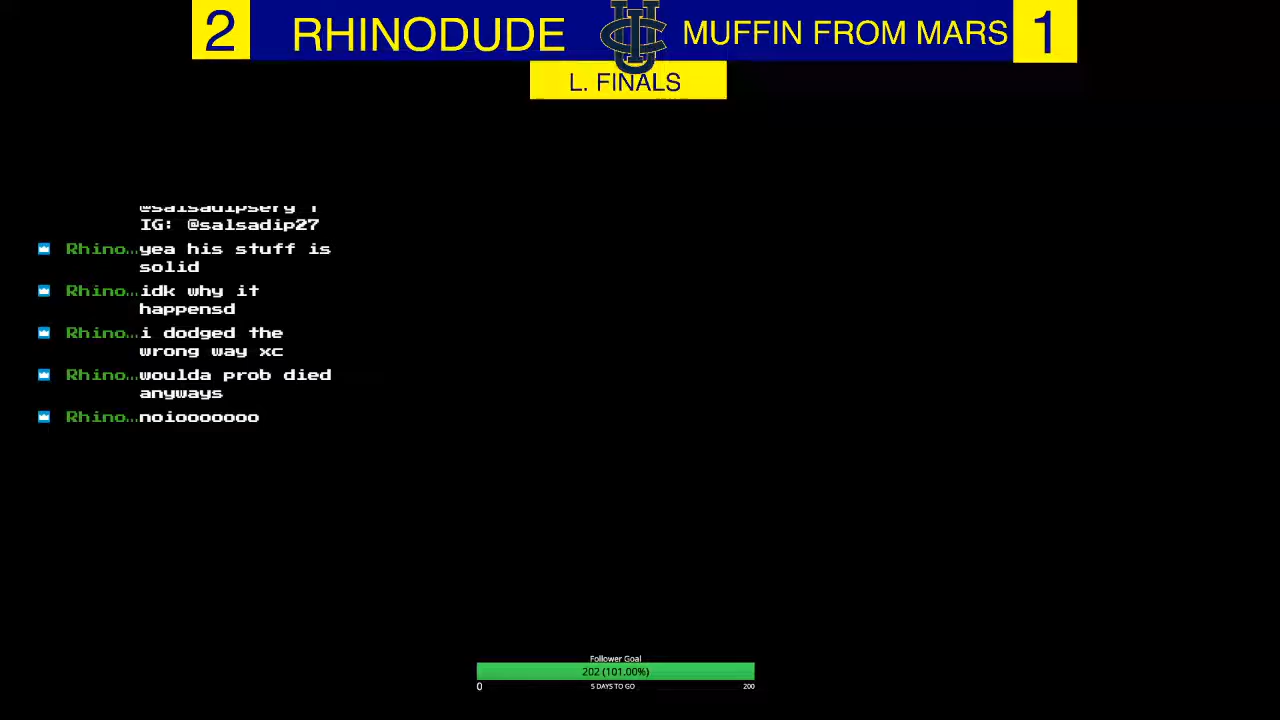 2 RHINODUDE UC MUFFIN FROM MARS 1
L. FINALS
@salsadipsery |
IG: @salsadip27
Rhino...yea his stuff is
solid
Rhino...idk why it
happensd
Rhino...i dodged the
wrong way xc
Rhino...woulda prob died
anyways
Rhino...noiooooooo
Follower Goal
202 (101.00%)
0 5 DAYS TO GO 200